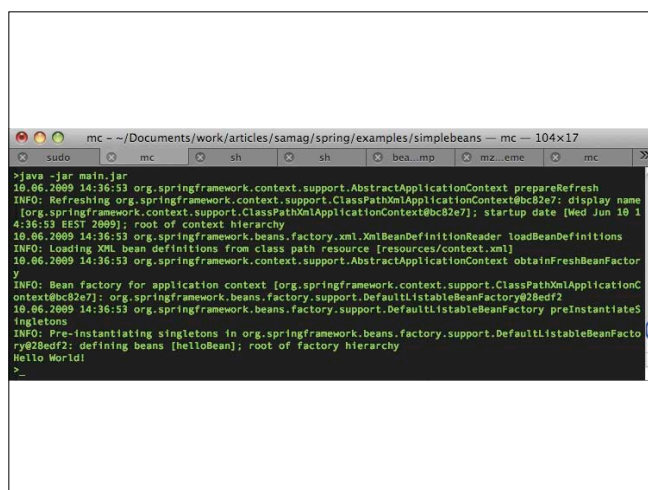 mc – ~/Documents/work/articles/samag/spring/examples/simplebeans — mc — 104×17
sudo mc sh sh bea...mp mz...eme mc
>java -jar main.jar
10.06.2009 14:36:53 org.springframework.context.support.AbstractApplicationContext prepareRefresh
INFO: Refreshing org.springframework.context.support.ClassPathXmlApplicationContext@bc82e7: display name
[org.springframework.context.support.ClassPathXmlApplicationContext@bc82e7]; startup date [Wed Jun 10 1
4:36:53 EEST 2009]; root of context hierarchy
10.06.2009 14:36:53 org.springframework.beans.factory.xml.XmlBeanDefinitionReader loadBeanDefinitions
INFO: Loading XML bean definitions from class path resource [resources/context.xml]
10.06.2009 14:36:53 org.springframework.context.support.AbstractApplicationContext obtainFreshBeanFactor
y
INFO: Bean factory for application context [org.springframework.context.support.ClassPathXmlApplicationC
ontext@bc82e7]: org.springframework.beans.factory.support.DefaultListableBeanFactory@28edf2
10.06.2009 14:36:53 org.springframework.beans.factory.support.DefaultListableBeanFactory preInstantiateS
ingletons
INFO: Pre-instantiating singletons in org.springframework.beans.factory.support.DefaultListableBeanFacto
ry@28edf2: defining beans [helloBean]; root of factory hierarchy
Hello World!
>_